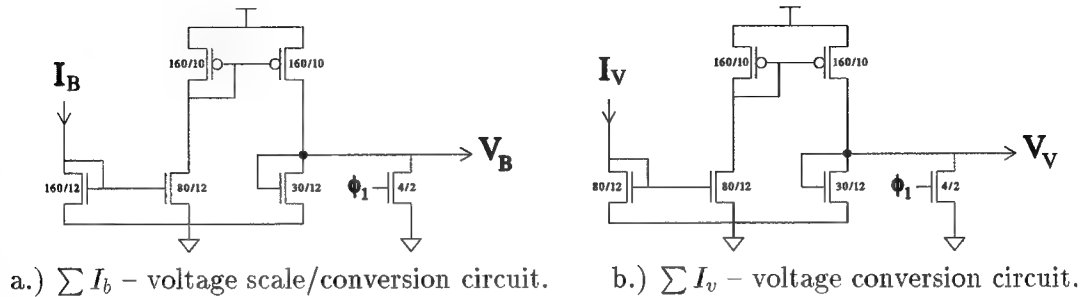 160/10
160/10
I_B
V_B
160/12
80/12
30/12
ϕ_1
4/2
a.) ∑ I_b – voltage scale/conversion circuit.
160/10
160/10
I_V
V_V
80/12
80/12
30/12
ϕ_1
4/2
b.) ∑ I_v – voltage conversion circuit.